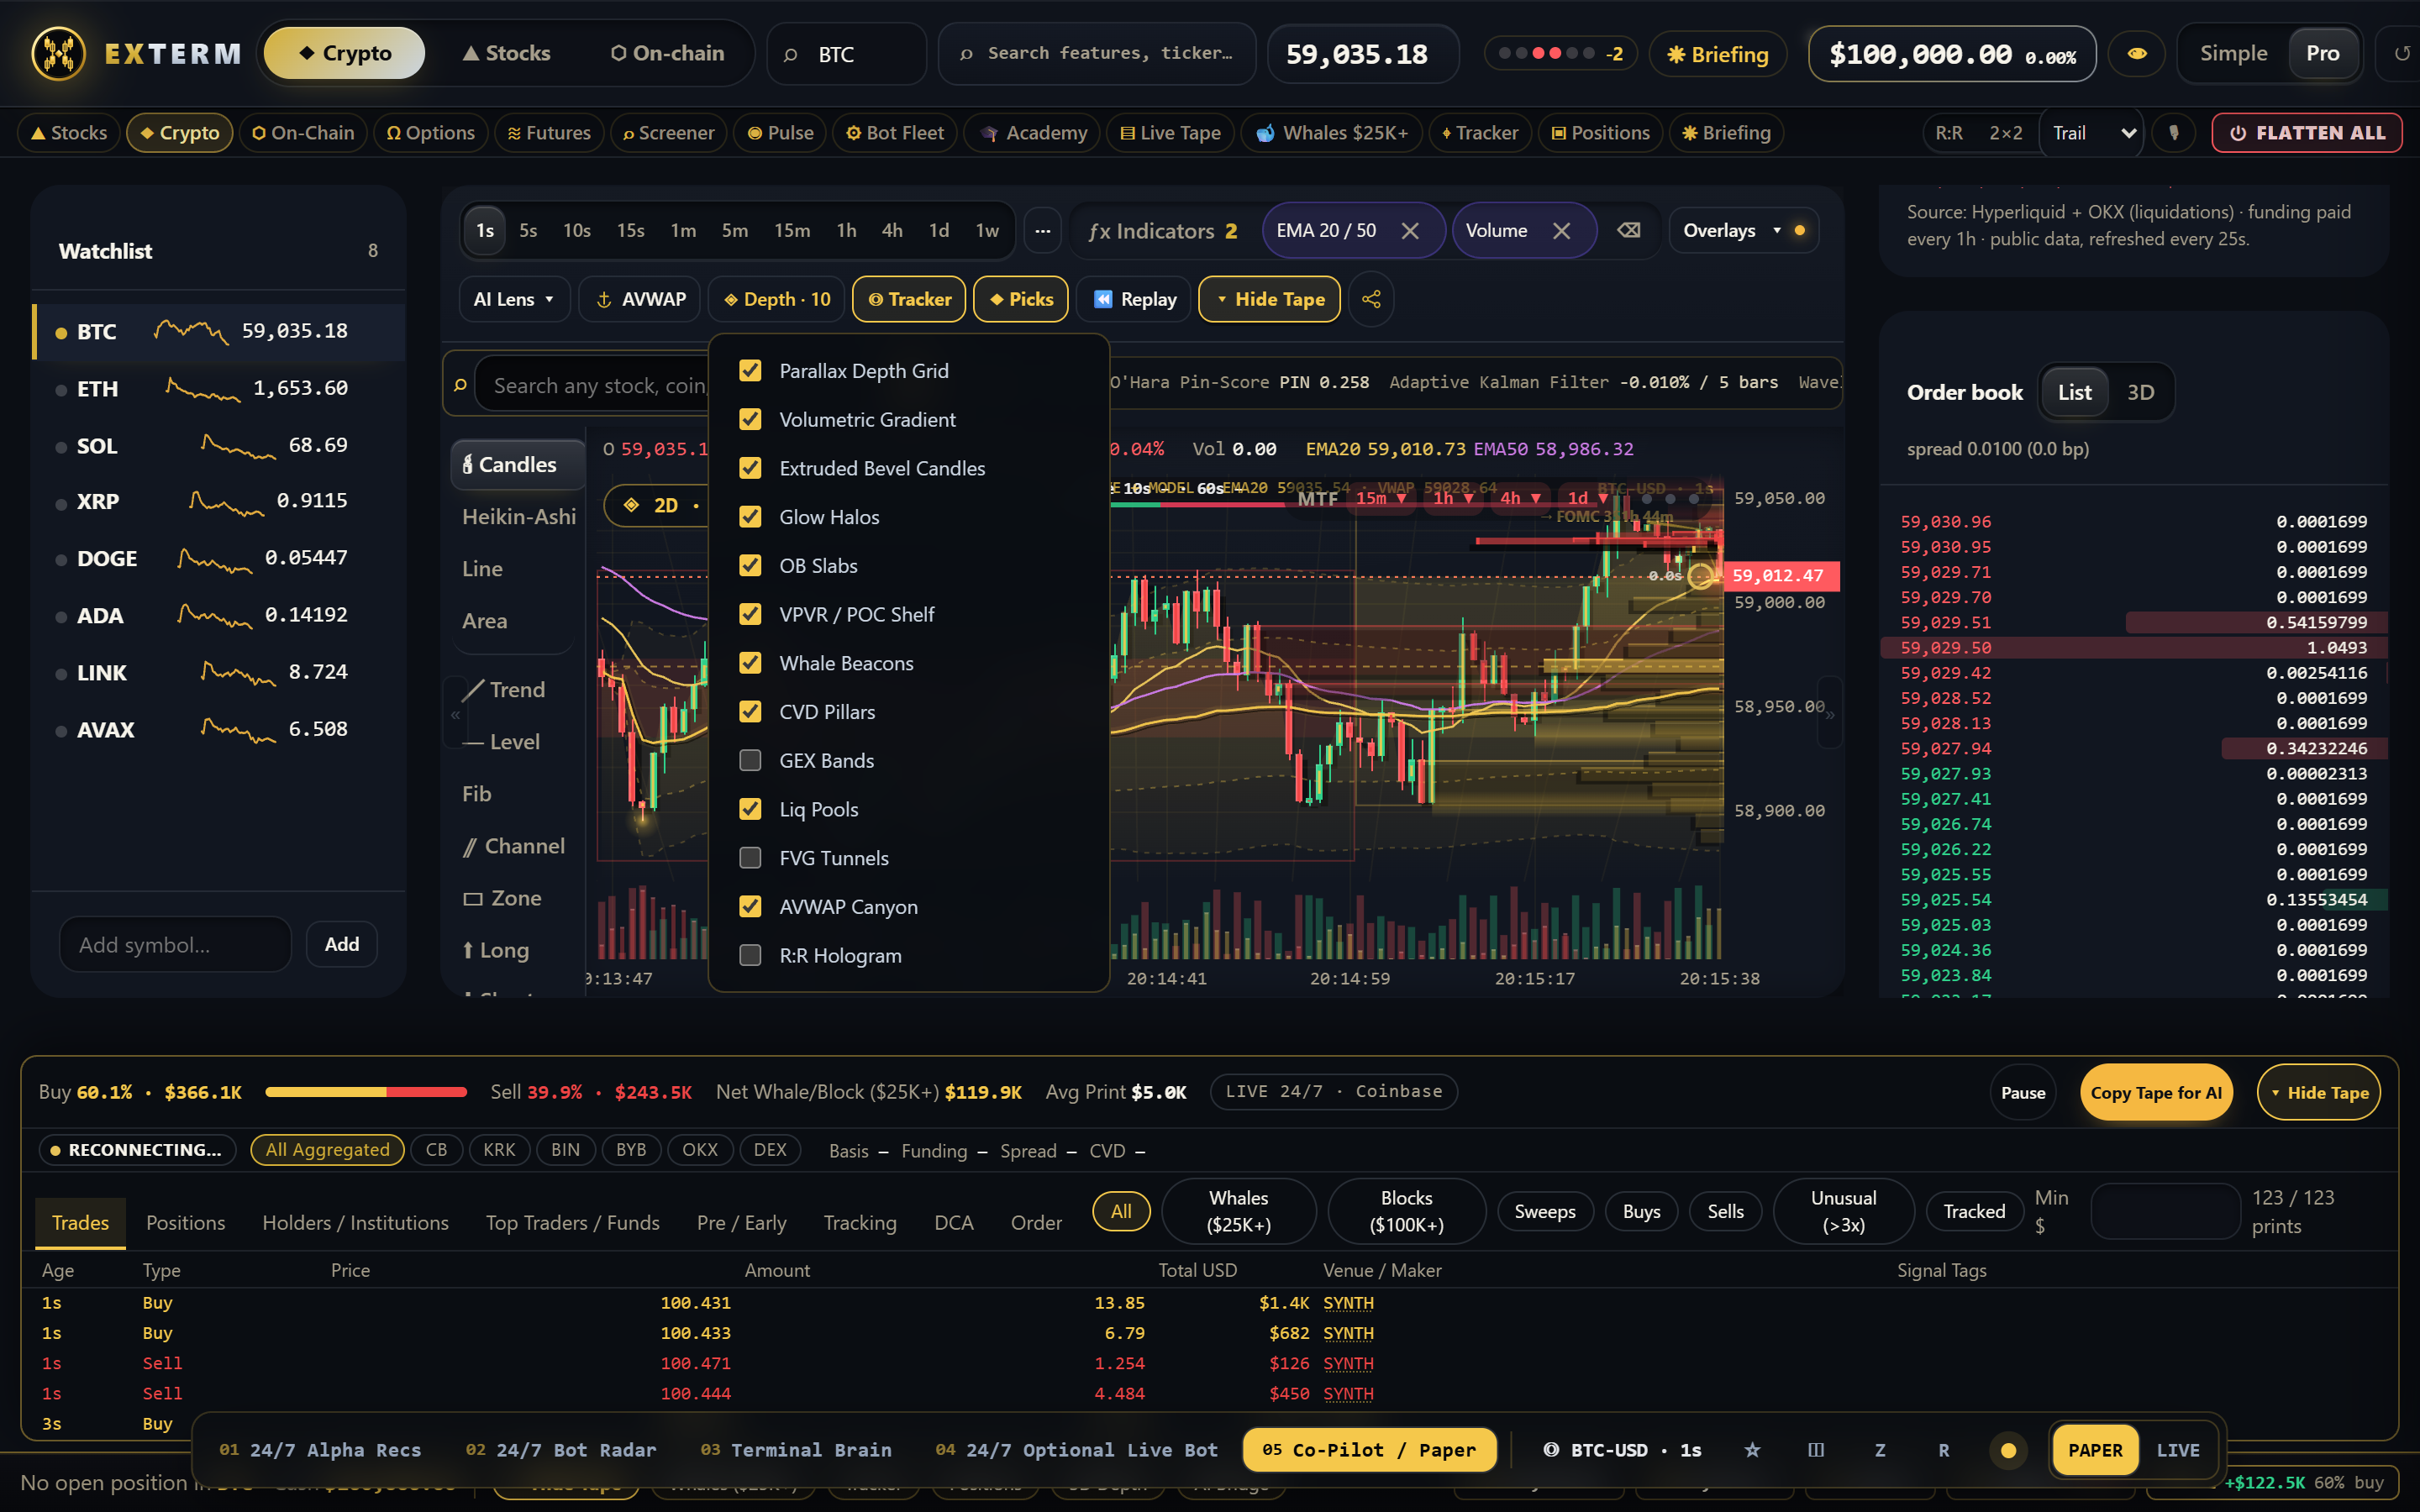 EXTERM
Crypto
Stocks
On-chain
BTC
Search features, ticker...
59,035.18
-2
Briefing
$100,000.00 0.00%
Simple
Pro
Stocks
Crypto
On-Chain
Options
Futures
Screener
Pulse
Bot Fleet
Academy
Live Tape
Whales $25K+
Tracker
Positions
Briefing
R:R
2×2
Trail
FLATTEN ALL
Watchlist
8
BTC 59,035.18
ETH 1,653.60
SOL 68.69
XRP 0.9115
DOGE 0.05447
ADA 0.14192
LINK 8.724
AVAX 6.508
Add symbol...
Add
1s 5s 10s 15s 1m 5m 15m 1h 4h 1d 1w
...
ƒx Indicators 2
EMA 20 / 50
Volume
Overlays
AI Lens
AVWAP
Depth · 10
Tracker
Picks
Replay
Hide Tape
Search any stock, coin,
O'Hara Pin-Score PIN 0.258 Adaptive Kalman Filter -0.010% / 5 bars
Candles
Heikin-Ashi
Line
Area
Trend
Level
Fib
Channel
Zone
Long
O 59,035.1
0.04% Vol 0.00 EMA20 59,010.73 EMA50 58,986.32
2D
10s
MODEL · 60s
EMA20 59035.54 · VWAP 59028.64
BTC-USD · 1s
MTF 15m ▼ 1h ▼ 4h ▼ 1d ▼
0.0s
59,050.00
59,012.47
59,000.00
58,950.00
58,900.00
0:13:47
20:14:41
20:14:59
20:15:17
20:15:38
Parallax Depth Grid
Volumetric Gradient
Extruded Bevel Candles
Glow Halos
OB Slabs
VPVR / POC Shelf
Whale Beacons
CVD Pillars
GEX Bands
Liq Pools
FVG Tunnels
AVWAP Canyon
R:R Hologram
Source: Hyperliquid + OKX (liquidations) · funding paid
every 1h · public data, refreshed every 25s.
Order book
List
3D
spread 0.0100 (0.0 bp)
59,030.96 0.0001699
59,030.95 0.0001699
59,029.71 0.0001699
59,029.70 0.0001699
59,029.51 0.54159799
59,029.50 1.0493
59,029.42 0.00254116
59,028.52 0.0001699
59,028.13 0.0001699
59,027.94 0.34232246
59,027.93 0.00002313
59,027.41 0.0001699
59,026.74 0.0001699
59,026.22 0.0001699
59,025.55 0.0001699
59,025.54 0.13553454
59,025.03 0.0001699
59,024.36 0.0001699
59,023.84 0.0001699
Buy 60.1% · $366.1K
Sell 39.9% · $243.5K
Net Whale/Block ($25K+) $119.9K
Avg Print $5.0K
LIVE 24/7 · Coinbase
Pause
Copy Tape for AI
Hide Tape
RECONNECTING...
All Aggregated
CB
KRK
BIN
BYB
OKX
DEX
Basis – Funding – Spread – CVD –
Trades
Positions
Holders / Institutions
Top Traders / Funds
Pre / Early
Tracking
DCA
Order
All
Whales
($25K+)
Blocks
($100K+)
Sweeps
Buys
Sells
Unusual
(>3x)
Tracked
Min
$
123 / 123
prints
Age Type Price Amount Total USD Venue / Maker Signal Tags
1s Buy 100.431 13.85 $1.4K SYNTH
1s Buy 100.433 6.79 $682 SYNTH
1s Sell 100.471 1.254 $126 SYNTH
1s Sell 100.444 4.484 $450 SYNTH
3s Buy
01 24/7 Alpha Recs
02 24/7 Bot Radar
03 Terminal Brain
04 24/7 Optional Live Bot
05 Co-Pilot / Paper
BTC-USD · 1s
Z
R
PAPER
LIVE
No open position
+$122.5K 60% buy